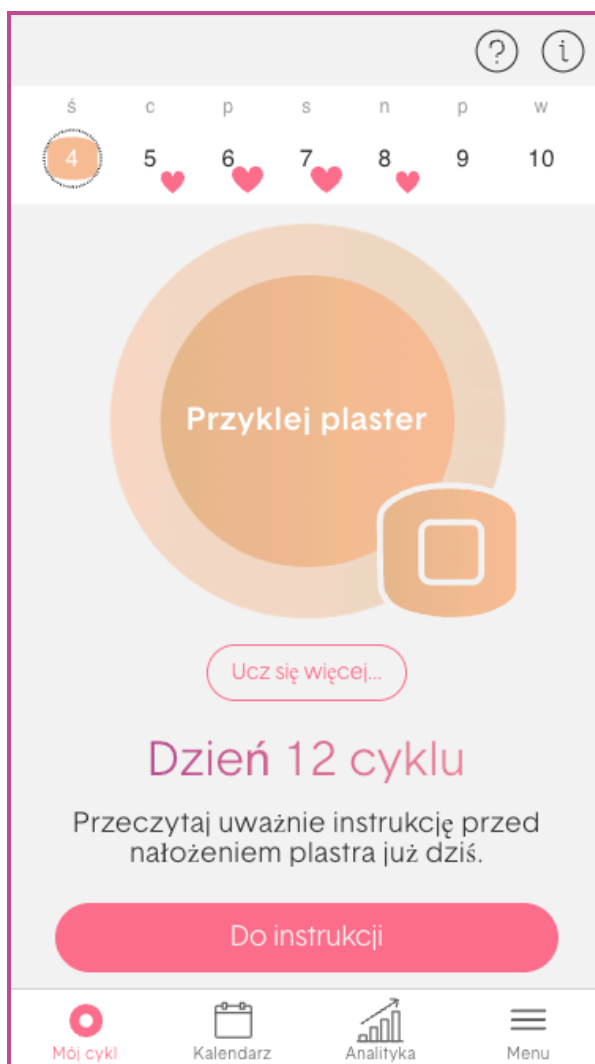 ? i
ś c p s n p w
4 5 6 7 8 9 10
Przyklej plaster
Ucz się więcej...
Dzień 12 cyklu
Przeczytaj uważnie instrukcję przed
nałożeniem plastra już dziś.
Do instrukcji
Mój cykl Kalendarz Analityka Menu